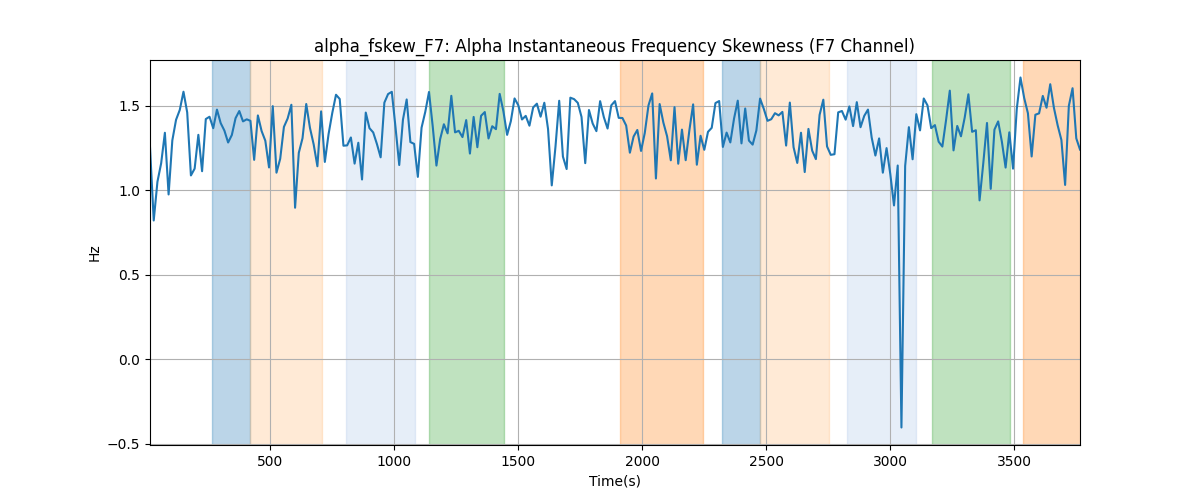 alpha_fskew_F7: Alpha Instantaneous Frequency Skewness (F7 Channel)
Hz
1.5
1.0
0.5
0.0
−0.5
500 1000 1500 2000 2500 3000 3500
Time(s)